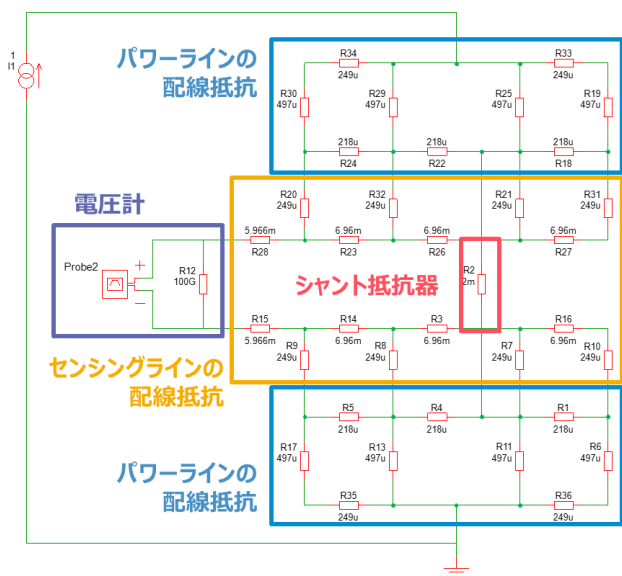 1
I1
パワーラインの
配線抵抗
R34
249u
R33
249u
R30
497u
R29
497u
R25
497u
R19
497u
218u
R24
218u
R22
218u
R18
電圧計
R20
249u
R32
249u
R21
249u
R31
249u
Probe2
+
−
R12
100G
5.966m
R28
6.96m
R23
6.96m
R26
6.96m
R27
シャント抵抗器
R2
2m
R15
5.966m
R14
6.96m
R3
6.96m
R16
6.96m
センシングラインの
配線抵抗
R9
249u
R8
249u
R7
249u
R10
249u
R5
218u
R4
218u
R1
218u
パワーラインの
配線抵抗
R17
497u
R13
497u
R11
497u
R6
497u
R35
249u
R36
249u